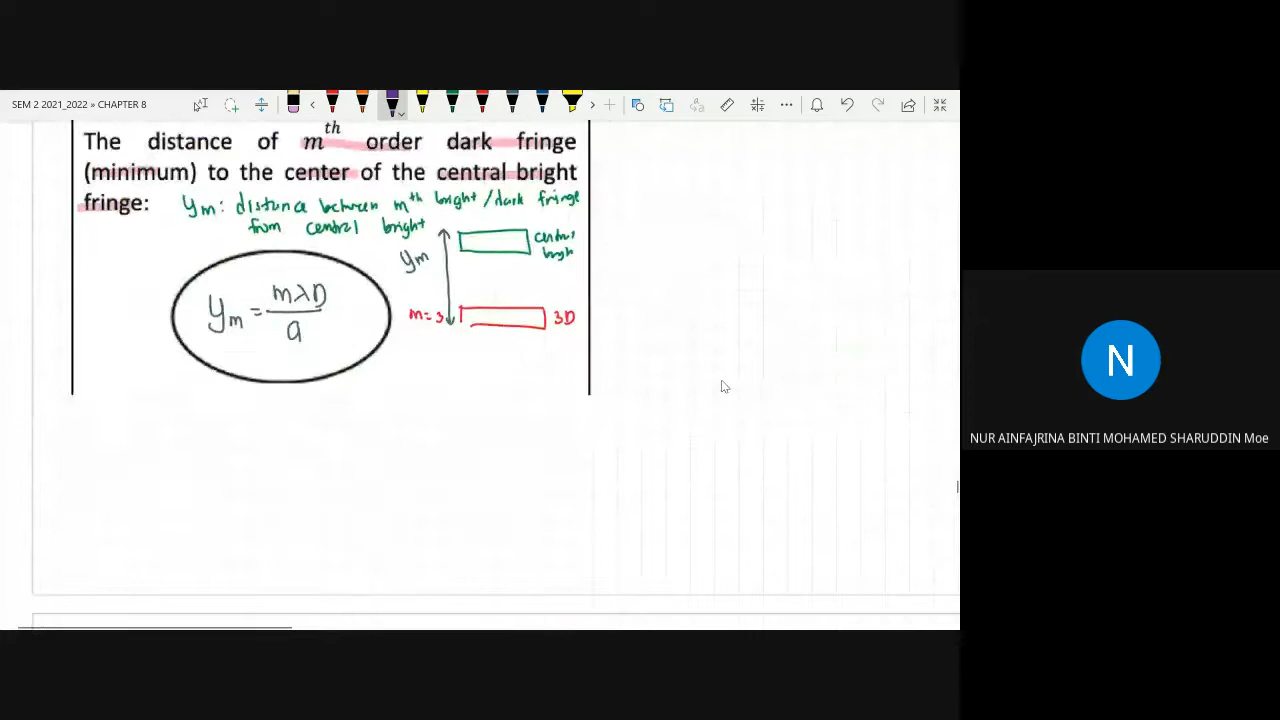 SEM 2 2021_2022 » CHAPTER 8
The distance of mth order dark fringe
(minimum) to the center of the central bright
fringe: ym: distance between mth bright/dark fringe
from central bright
central
bright
ym
ym = mλD/a
m=3
3D
N
NUR AINFAJRINA BINTI MOHAMED SHARUDDIN Moe